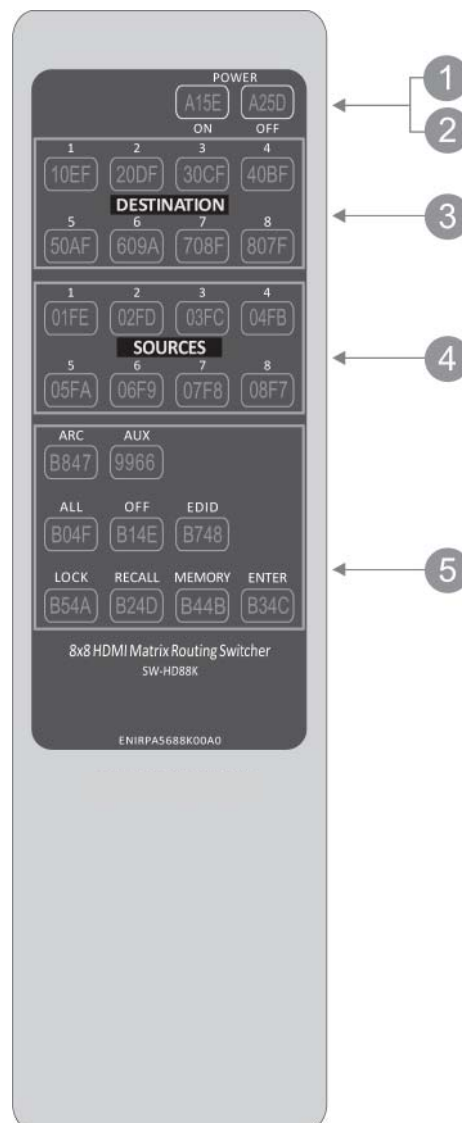 POWER
A15E A25D
ON OFF
1 2 3 4
10EF 20DF 30CF 40BF
DESTINATION
5 6 7 8
50AF 609A 708F 807F
1 2 3 4
01FE 02FD 03FC 04FB
SOURCES
5 6 7 8
05FA 06F9 07F8 08F7
ARC AUX
B847 9966
ALL OFF EDID
B04F B14E B748
LOCK RECALL MEMORY ENTER
B54A B24D B44B B34C
8x8 HDMI Matrix Routing Switcher
SW-HD88K
ENIRPA5688K00A0
1
2
3
4
5